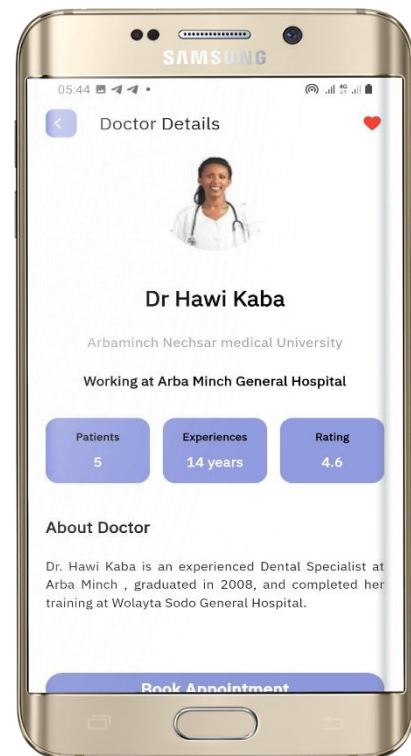 SAMSUNG
05:44
4G
Doctor Details
Dr Hawi Kaba
Arbaminch Nechsar medical University
Working at Arba Minch General Hospital
Patients Experiences Rating
5 14 years 4.6
About Doctor
Dr. Hawi Kaba is an experienced Dental Specialist at
Arba Minch , graduated in 2008, and completed her
training at Wolayta Sodo General Hospital.
Book Appointment